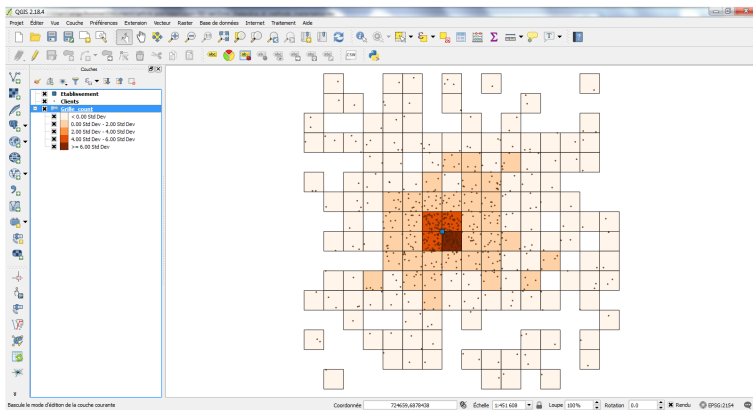 QGIS 2.18.4
Projet Éditer Vue Couche Préférences Extension Vecteur Raster Base de données Internet Traitement Aide
abc abc CSW
Couches
Etablissement
Clients
Grille_count
< 0.00 Std Dev
0.00 Std Dev - 2.00 Std Dev
2.00 Std Dev - 4.00 Std Dev
4.00 Std Dev - 6.00 Std Dev
>= 6.00 Std Dev
Bascule le mode d'édition de la couche courante Coordonnée 724659,6878438 Échelle 1:451 608 Loupe 100% Rotation 0.0 Rendu EPSG:2154